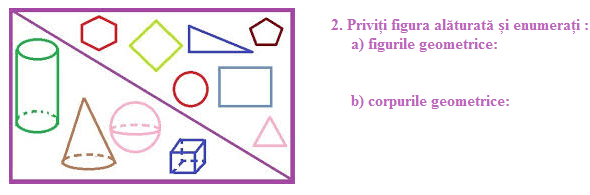 2. Priviți figura alăturată și enumerați :
a) figurile geometrice:
b) corpurile geometrice: